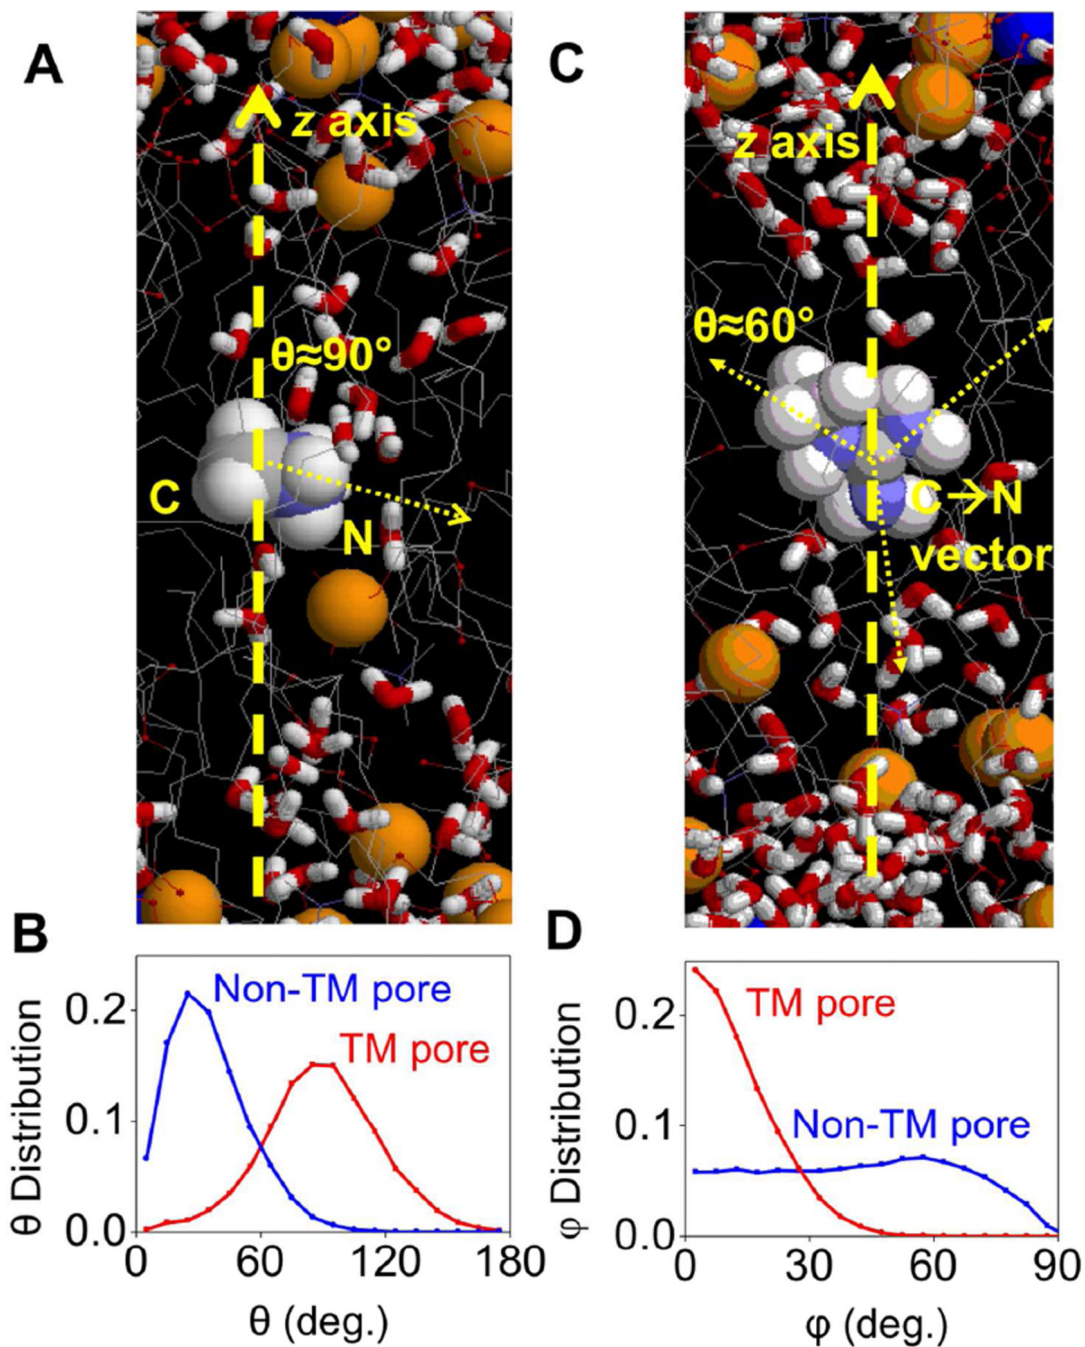 A
z axis
θ≈90°
C
N
C
z axis
θ≈60°
C→N
vector
B
θ Distribution
0.2
0.1
0.0
Non-TM pore
TM pore
0
60
120
180
θ (deg.)
D
φ Distribution
0.2
0.1
0.0
TM pore
Non-TM pore
0
30
60
90
φ (deg.)